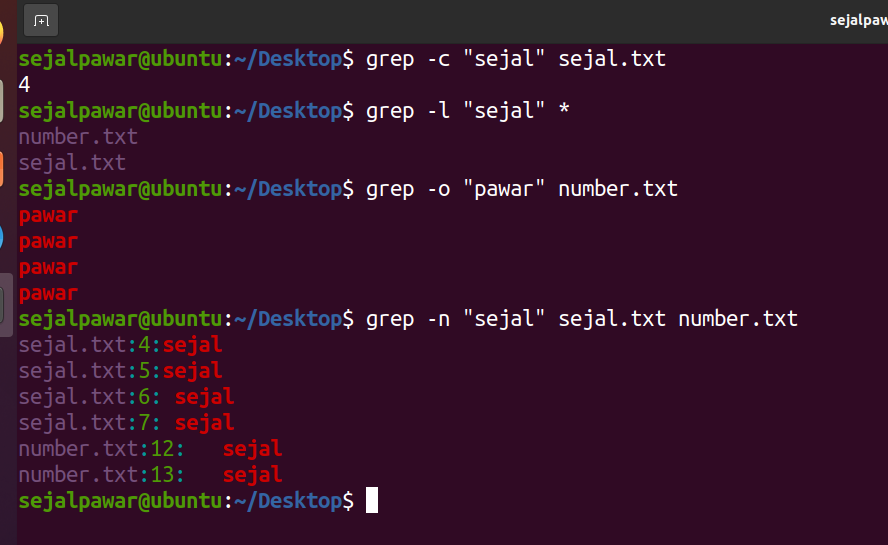 sejalpaw
sejalpawar@ubuntu:~/Desktop$ grep -c "sejal" sejal.txt
4
sejalpawar@ubuntu:~/Desktop$ grep -l "sejal" *
number.txt
sejal.txt
sejalpawar@ubuntu:~/Desktop$ grep -o "pawar" number.txt
pawar
pawar
pawar
pawar
sejalpawar@ubuntu:~/Desktop$ grep -n "sejal" sejal.txt number.txt
sejal.txt:4:sejal
sejal.txt:5:sejal
sejal.txt:6: sejal
sejal.txt:7: sejal
number.txt:12:   sejal
number.txt:13:   sejal
sejalpawar@ubuntu:~/Desktop$